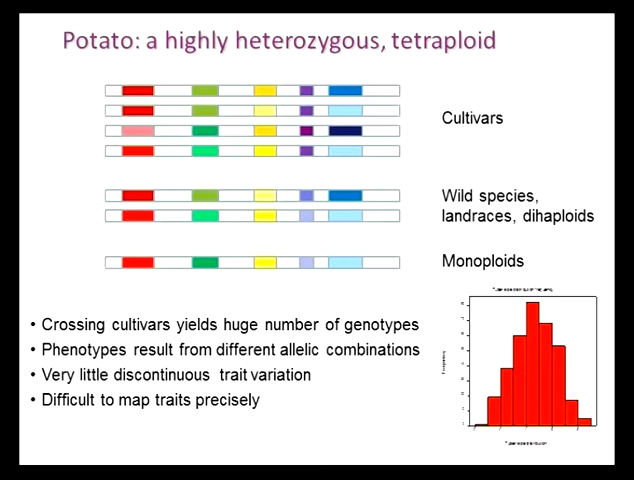 Potato: a highly heterozygous, tetraploid
Cultivars
Wild species,
landraces, dihaploids
Monoploids
• Crossing cultivars yields huge number of genotypes
• Phenotypes result from different allelic combinations
• Very little discontinuous trait variation
• Difficult to map traits precisely